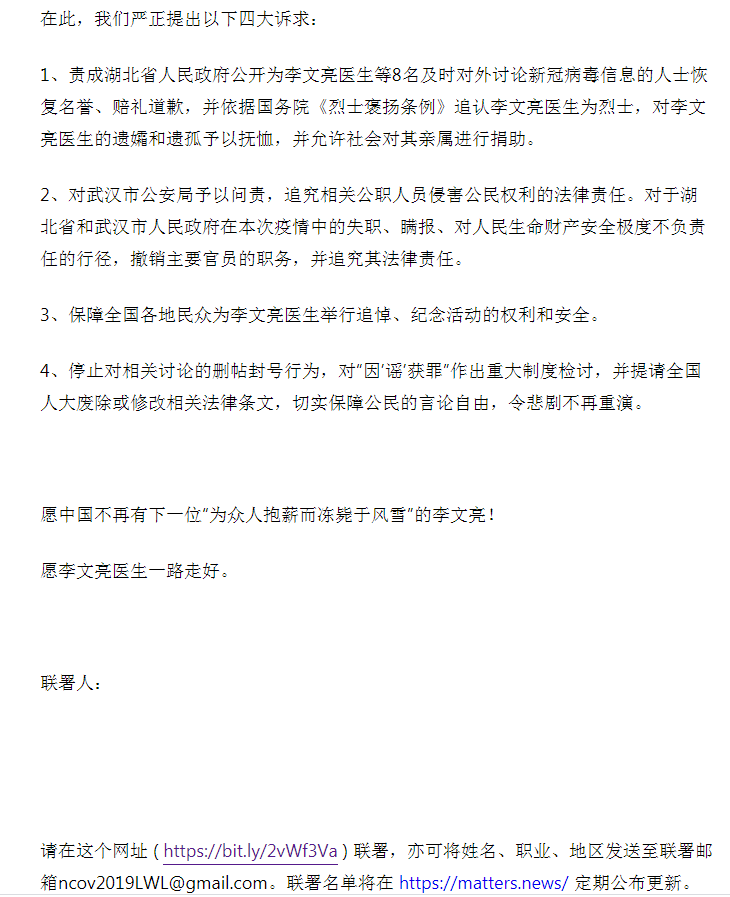 在此，我们严正提出以下四大诉求：
1、责成湖北省人民政府公开为李文亮医生等8名及时对外讨论新冠病毒信息的人士恢
复名誉、赔礼道歉，并依据国务院《烈士褒扬条例》追认李文亮医生为烈士，对李文
亮医生的遗孀和遗孤予以抚恤，并允许社会对其亲属进行捐助。
2、对武汉市公安局予以问责，追究相关公职人员侵害公民权利的法律责任。对于湖
北省和武汉市人民政府在本次疫情中的失职、瞒报、对人民生命财产安全极度不负责
任的行径，撤销主要官员的职务，并追究其法律责任。
3、保障全国各地民众为李文亮医生举行追悼、纪念活动的权利和安全。
4、停止对相关讨论的删帖封号行为，对“因‘谣’获罪”作出重大制度检讨，并提请全国
人大废除或修改相关法律条文，切实保障公民的言论自由，令悲剧不再重演。
愿中国不再有下一位“为众人抱薪而冻毙于风雪”的李文亮！
愿李文亮医生一路走好。
联署人：
请在这个网址 ( https://bit.ly/2vWf3Va ) 联署，亦可将姓名、职业、地区发送至联署邮
箱ncov2019LWL@gmail.com。联署名单将在 https://matters.news/ 定期公布更新。